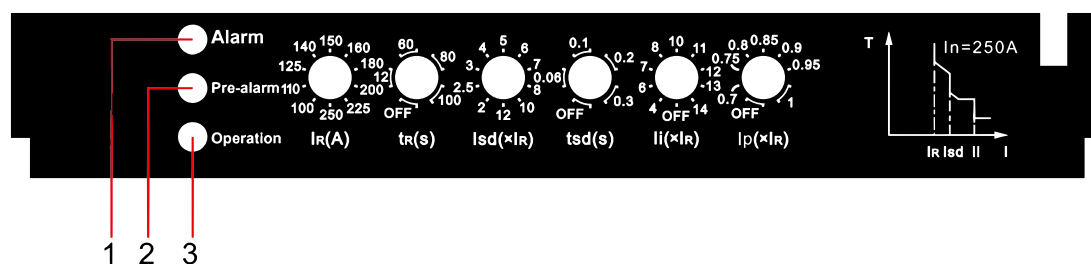 Alarm
Pre-alarm
Operation
100 110 125 140 150 160 180 200 225 250
IR(A)
12 60 80 100 OFF
tR(s)
2 2.5 3 4 5 6 7 8 10 12
Isd(×IR)
0.06 0.1 0.2 0.3 OFF
tsd(s)
4 6 7 8 10 11 12 13 14 OFF
Ii(×IR)
0.7 0.75 0.8 0.85 0.9 0.95 1 OFF
Ip(×IR)
T
In=250A
IR Isd II I
1 2 3